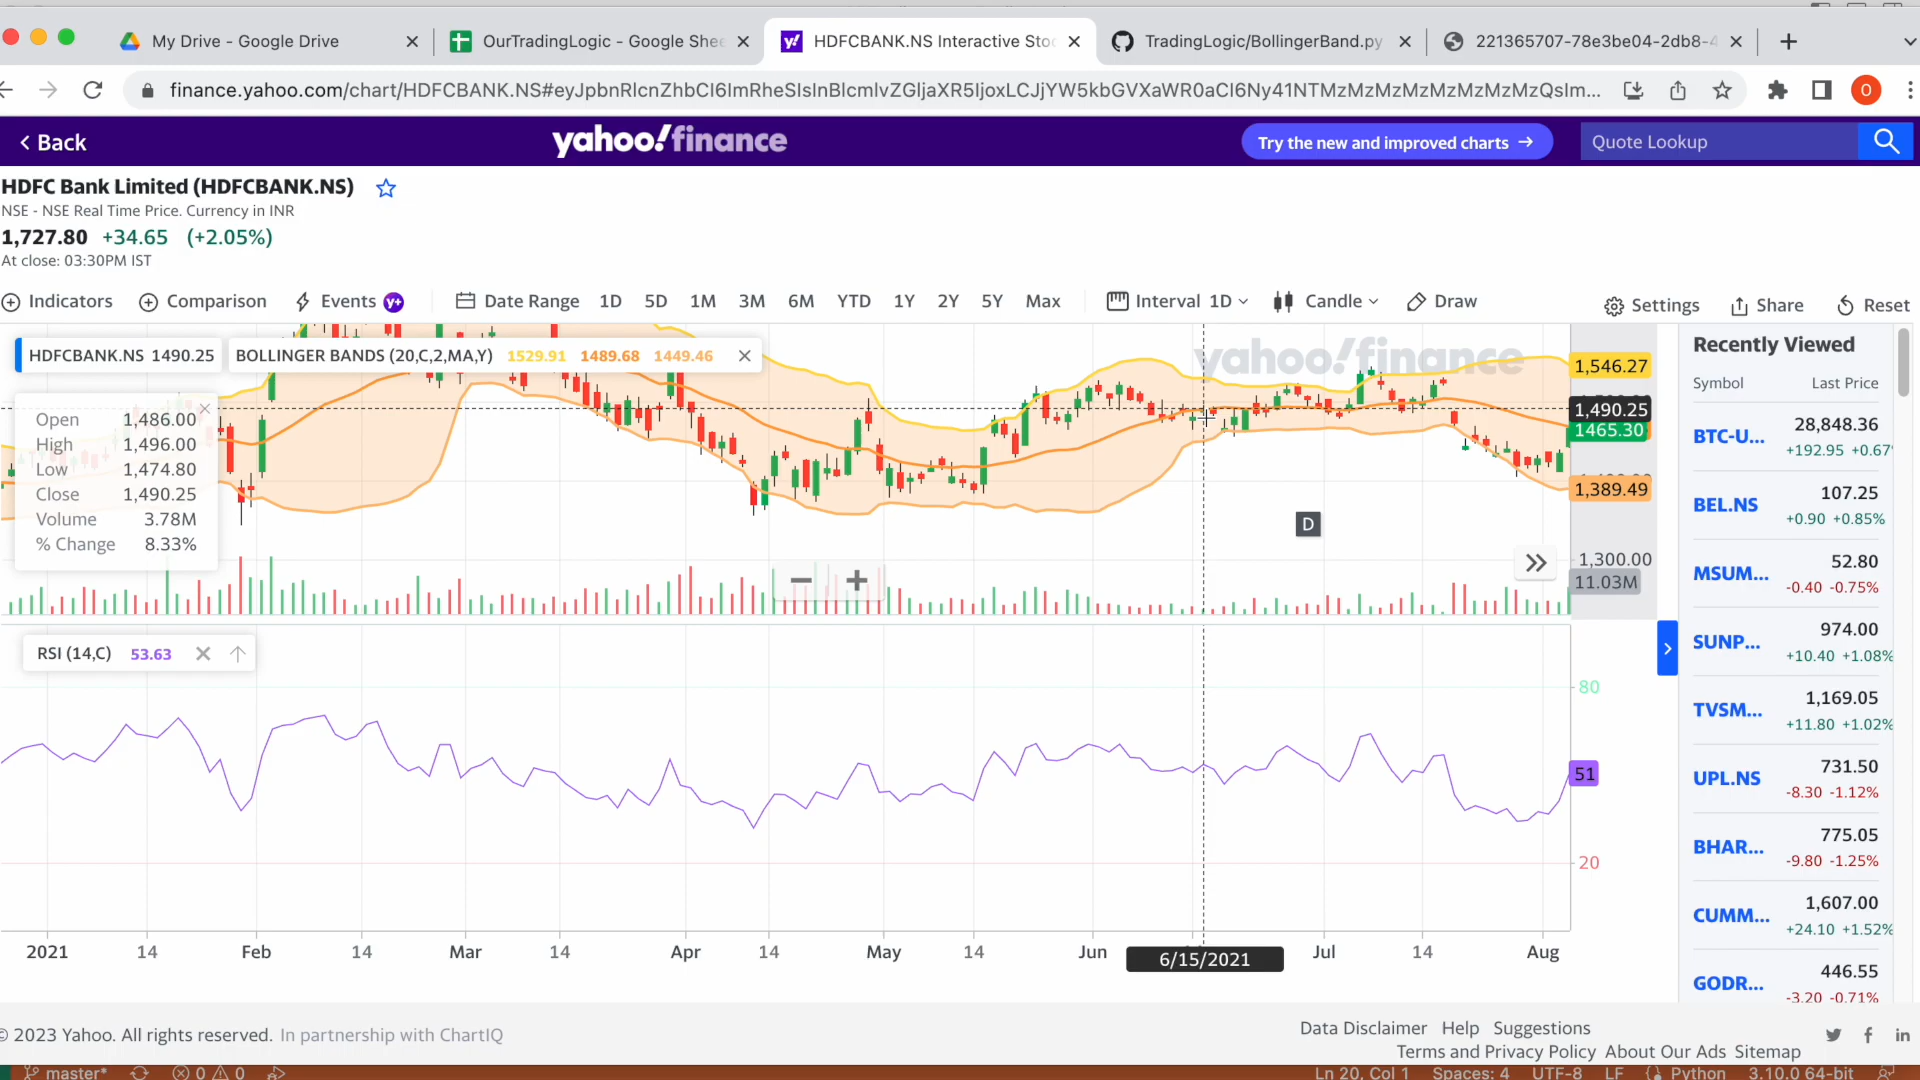 My Drive - Google Drive
OurTradingLogic - Google Shee
HDFCBANK.NS Interactive Stoc
TradingLogic/BollingerBand.py
221365707-78e3be04-2db8-4
finance.yahoo.com/chart/HDFCBANK.NS#eyJpbnRlcnZhbCI6ImRheSIsInBlcmlvZGljaXR5IjoxLCJjYW5kbGVXaWR0aCI6Ny41NTMzMzMzMzMzMzMzMzQsIm...
O
Back
yahoo!finance
Try the new and improved charts →
Quote Lookup
HDFC Bank Limited (HDFCBANK.NS)
NSE - NSE Real Time Price. Currency in INR
1,727.80 +34.65 (+2.05%)
At close: 03:30PM IST
Indicators
Comparison
Events y+
Date Range 1D 5D 1M 3M 6M YTD 1Y 2Y 5Y Max
Interval 1D
Candle
Draw
Settings
Share
Reset
HDFCBANK.NS 1490.25
BOLLINGER BANDS (20,C,2,MA,Y) 1529.91 1489.68 1449.46
yahoo!finance
Open 1,486.00
High 1,496.00
Low 1,474.80
Close 1,490.25
Volume 3.78M
% Change 8.33%
1,546.27
1,490.25
1465.30
1,389.49
D
1,300.00
11.03M
RSI (14,C) 53.63
80
51
20
2021 14 Feb 14 Mar 14 Apr 14 May 14 Jun 6/15/2021 Jul 14 Aug
Recently Viewed
Symbol Last Price
BTC-U... 28,848.36
+192.95 +0.67
BEL.NS 107.25
+0.90 +0.85%
MSUM... 52.80
-0.40 -0.75%
SUNP... 974.00
+10.40 +1.08%
TVSM... 1,169.05
+11.80 +1.02%
UPL.NS 731.50
-8.30 -1.12%
BHAR... 775.05
-9.80 -1.25%
CUMM... 1,607.00
+24.10 +1.52%
GODR... 446.55
-3.20 -0.71%
© 2023 Yahoo. All rights reserved. In partnership with ChartIQ
Data Disclaimer Help Suggestions
Terms and Privacy Policy About Our Ads Sitemap
master* 0 0
Ln 20, Col 1 Spaces: 4 UTF-8 LF Python 3.10.0 64-bit